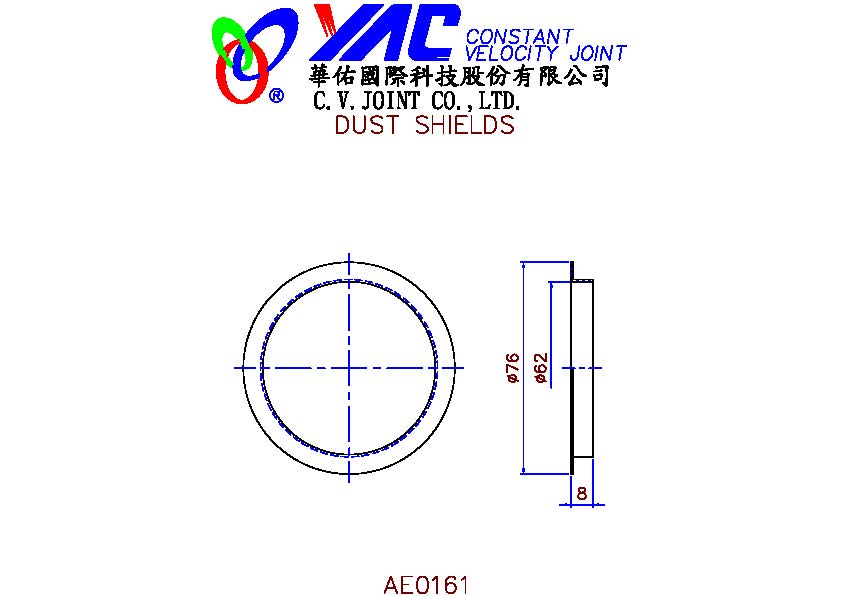 YAC CONSTANT
VELOCITY JOINT
華佑國際科技股份有限公司
®
C.V.JOINT CO.,LTD.
DUST SHIELDS
ø76
ø62
8
AE0161